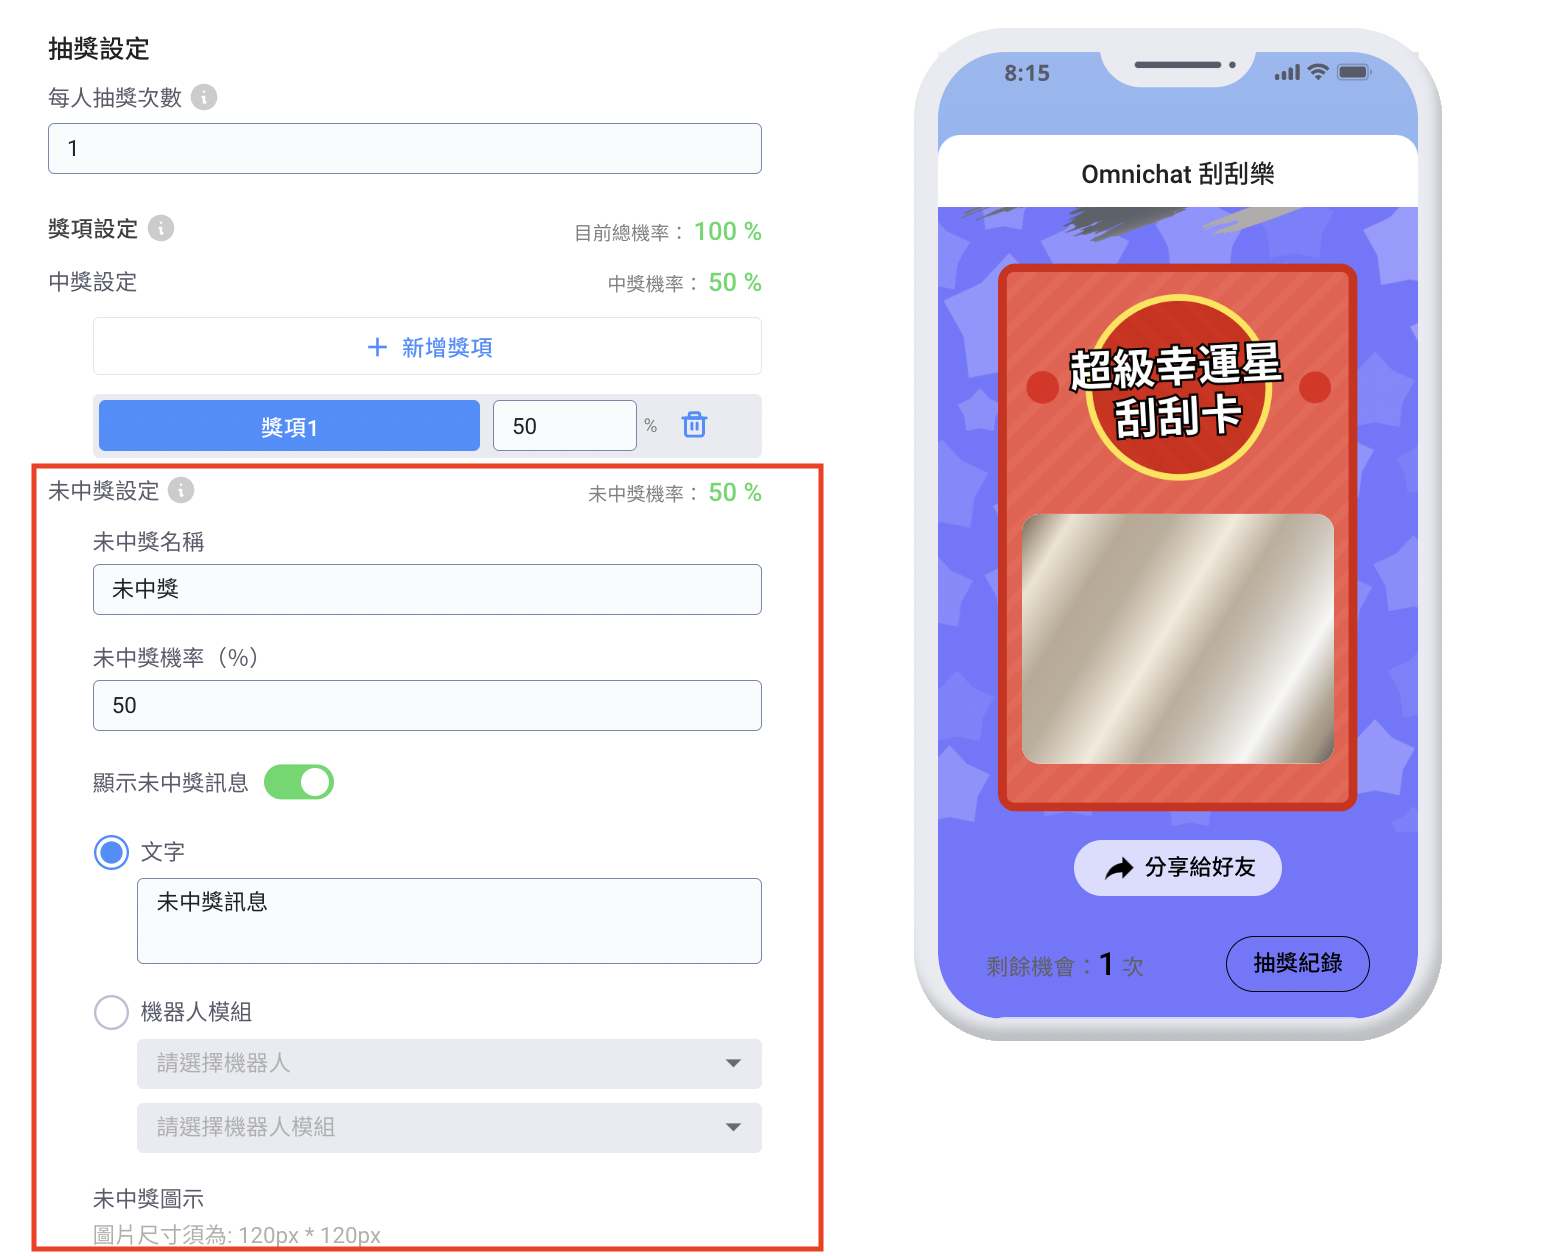 抽獎設定
每人抽獎次數
1
獎項設定
目前總機率： 100 %
中獎設定
中獎機率： 50 %
+ 新增獎項
獎項1
50
%
未中獎設定
未中獎機率： 50 %
未中獎名稱
未中獎
未中獎機率（%）
50
顯示未中獎訊息
文字
未中獎訊息
機器人模組
請選擇機器人
請選擇機器人模組
未中獎圖示
圖片尺寸須為: 120px * 120px
8:15
Omnichat 刮刮樂
超級幸運星
刮刮卡
分享給好友
剩餘機會：1 次
抽獎紀錄